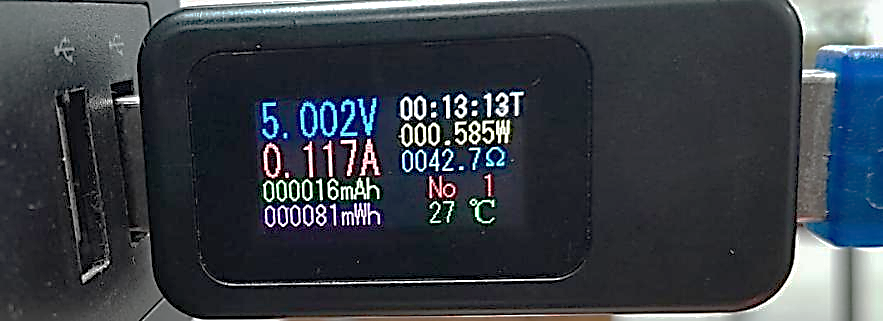 5.002V
0.117A
000016mAh
000081mWh
00:13:13T
000.585W
0042.7Ω
No 1
27 ℃